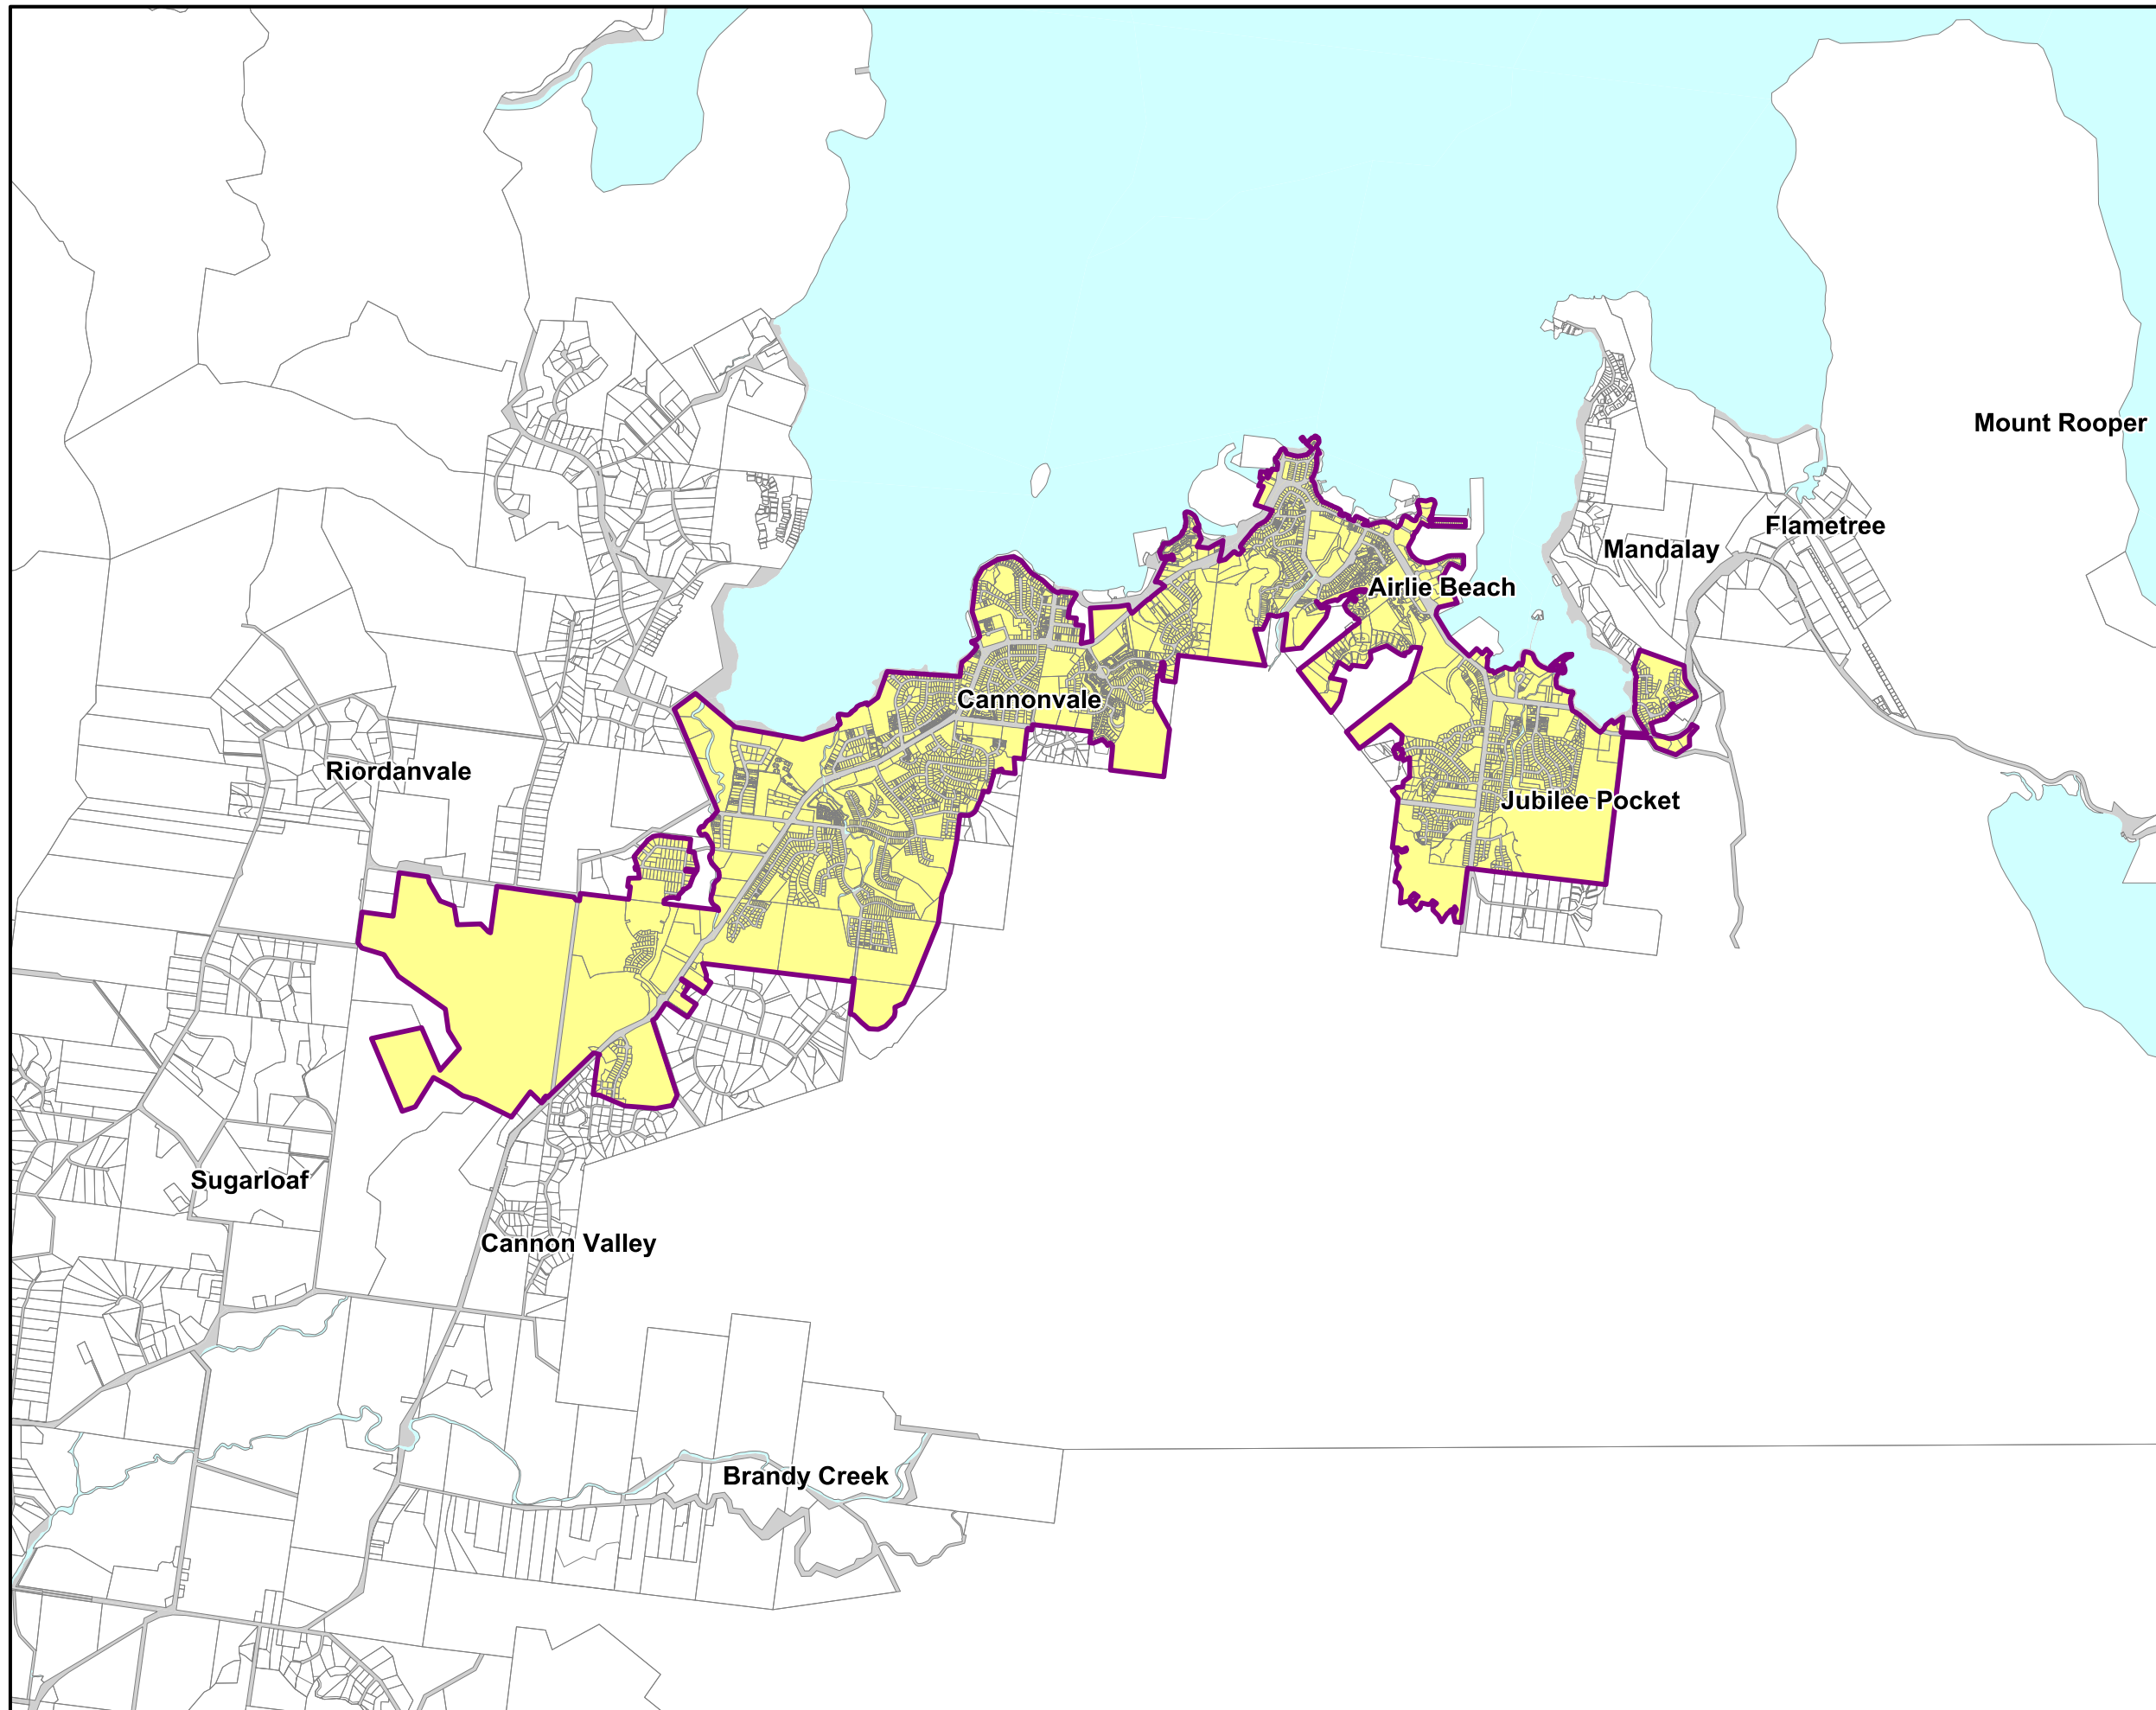 Mount Rooper
Flametree
Mandalay
Airlie Beach
Cannonvale
Riordanvale
Jubilee Pocket
Sugarloaf
Cannon Valley
Brandy Creek